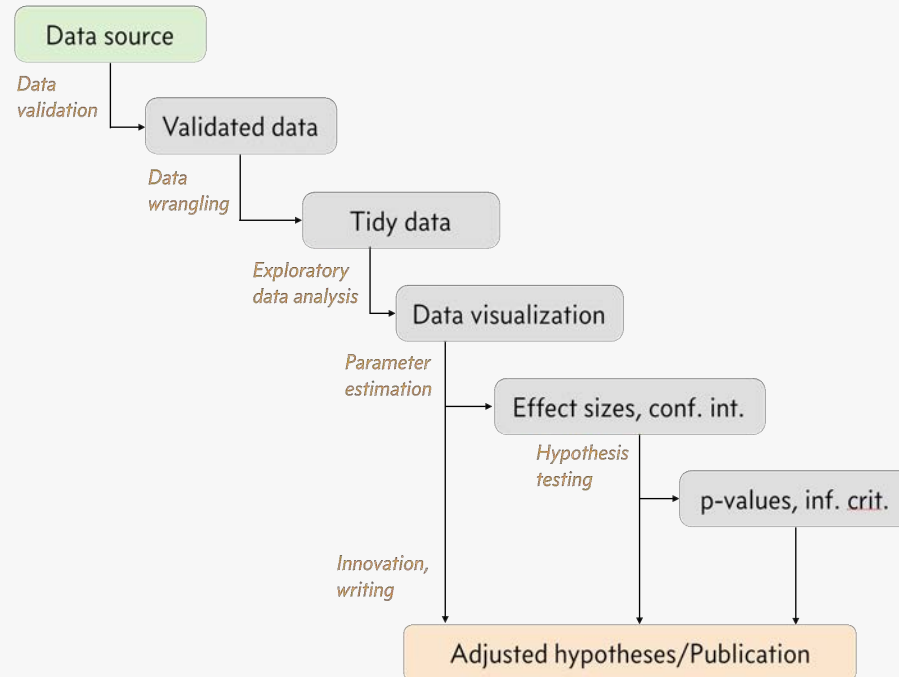 Data source
Data
validation
Validated data
Data
wrangling
Tidy data
Exploratory
data analysis
Data visualization
Parameter
estimation
Effect sizes, conf. int.
Hypothesis
testing
p-values, inf. crit.
Innovation,
writing
Adjusted hypotheses/Publication